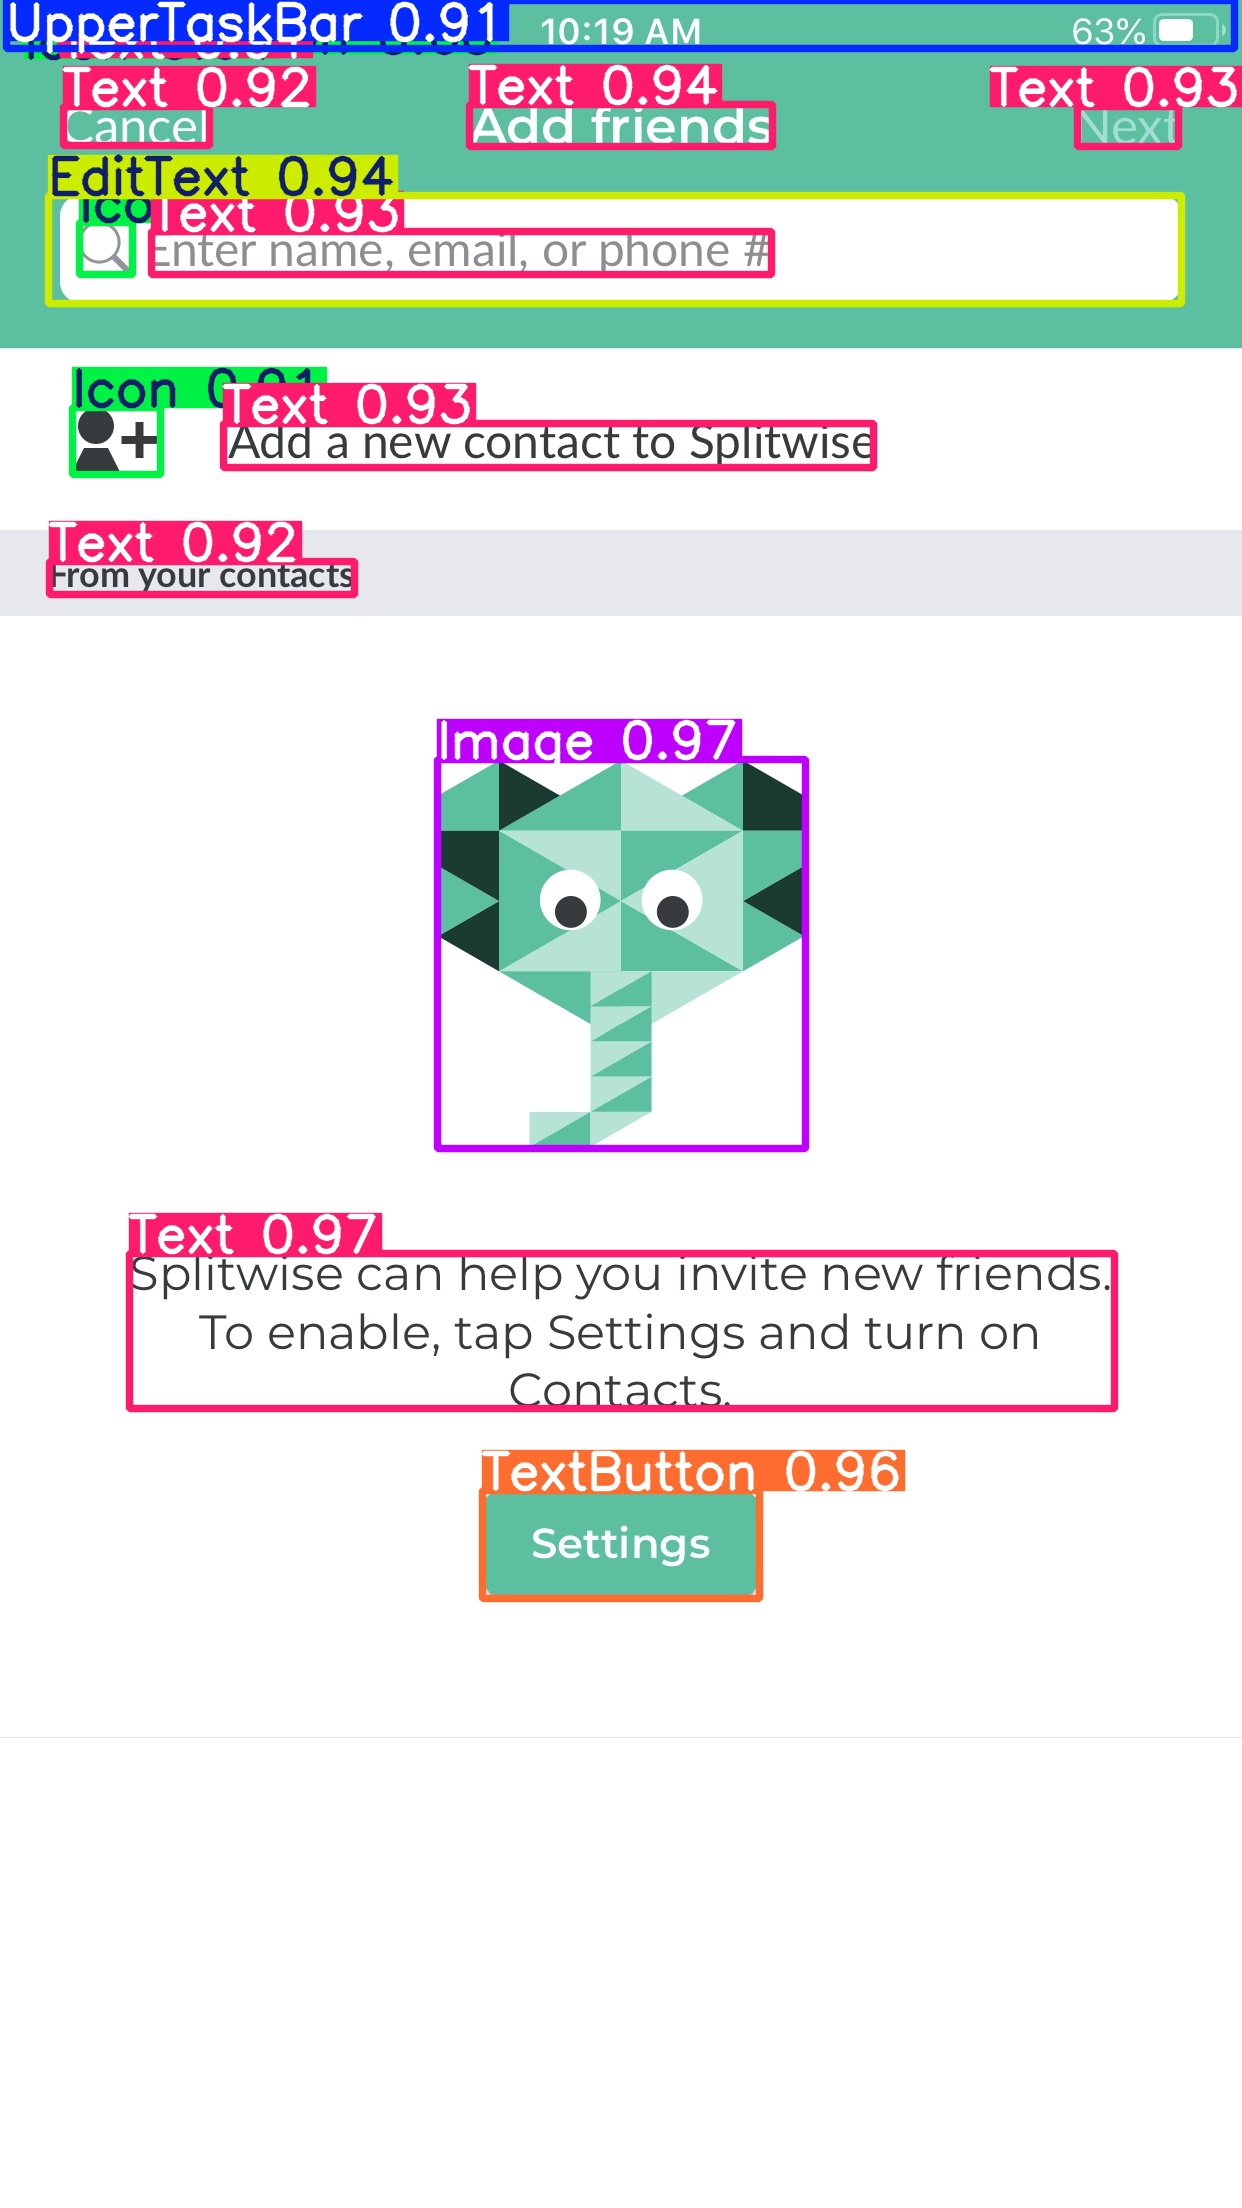 UpperTaskBar 0.91
10:19 AM
63%
Text 0.92
Text 0.94
Text 0.93
Cancel
Add friends
Next
EditText 0.94
Text 0.93
Enter name, email, or phone #
Icon 0.91
Text 0.93
Add a new contact to Splitwise
Text 0.92
From your contacts
Image 0.97
Text 0.97
Splitwise can help you invite new friends.
To enable, tap Settings and turn on
Contacts.
TextButton 0.96
Settings